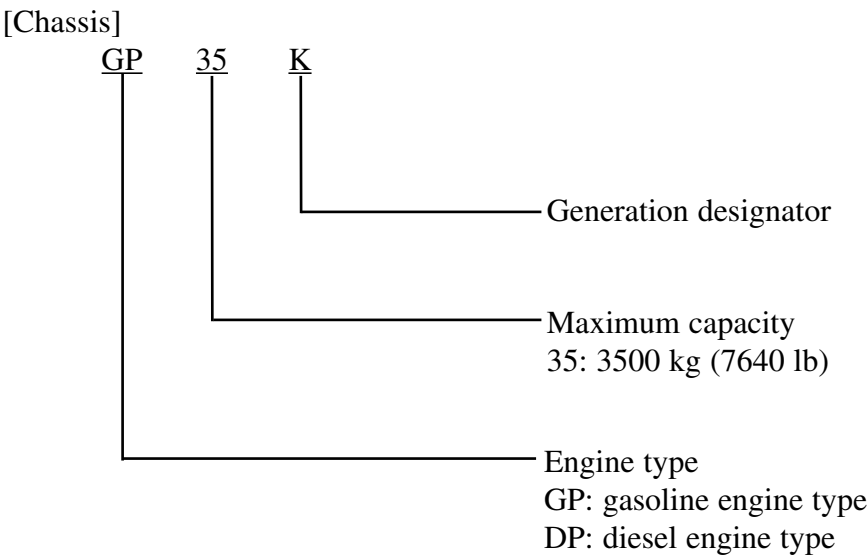 [Chassis]
GP 35 K
Generation designator
Maximum capacity
35: 3500 kg (7640 lb)
Engine type
GP: gasoline engine type
DP: diesel engine type